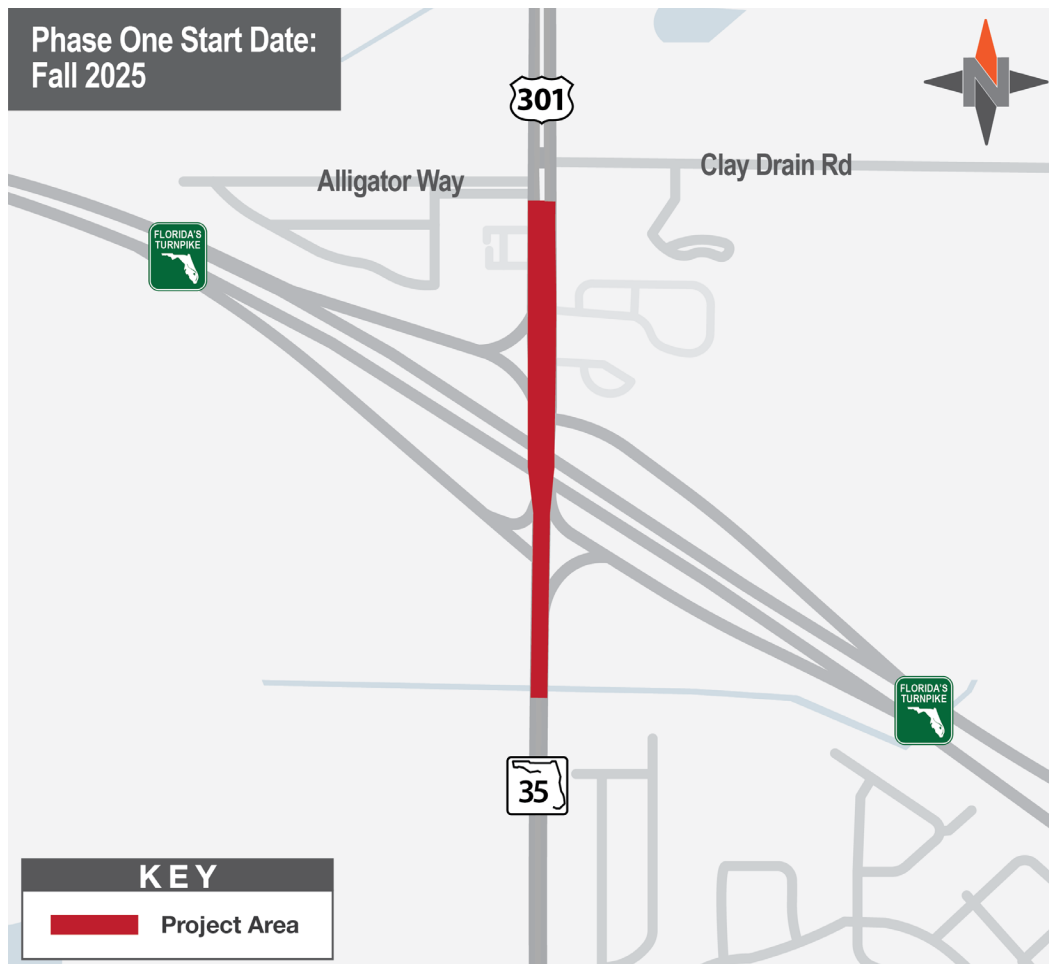 Phase One Start Date:
Fall 2025
301
N
Alligator Way
Clay Drain Rd
FLORIDA'S
TURNPIKE
FLORIDA'S
TURNPIKE
35
KEY
Project Area